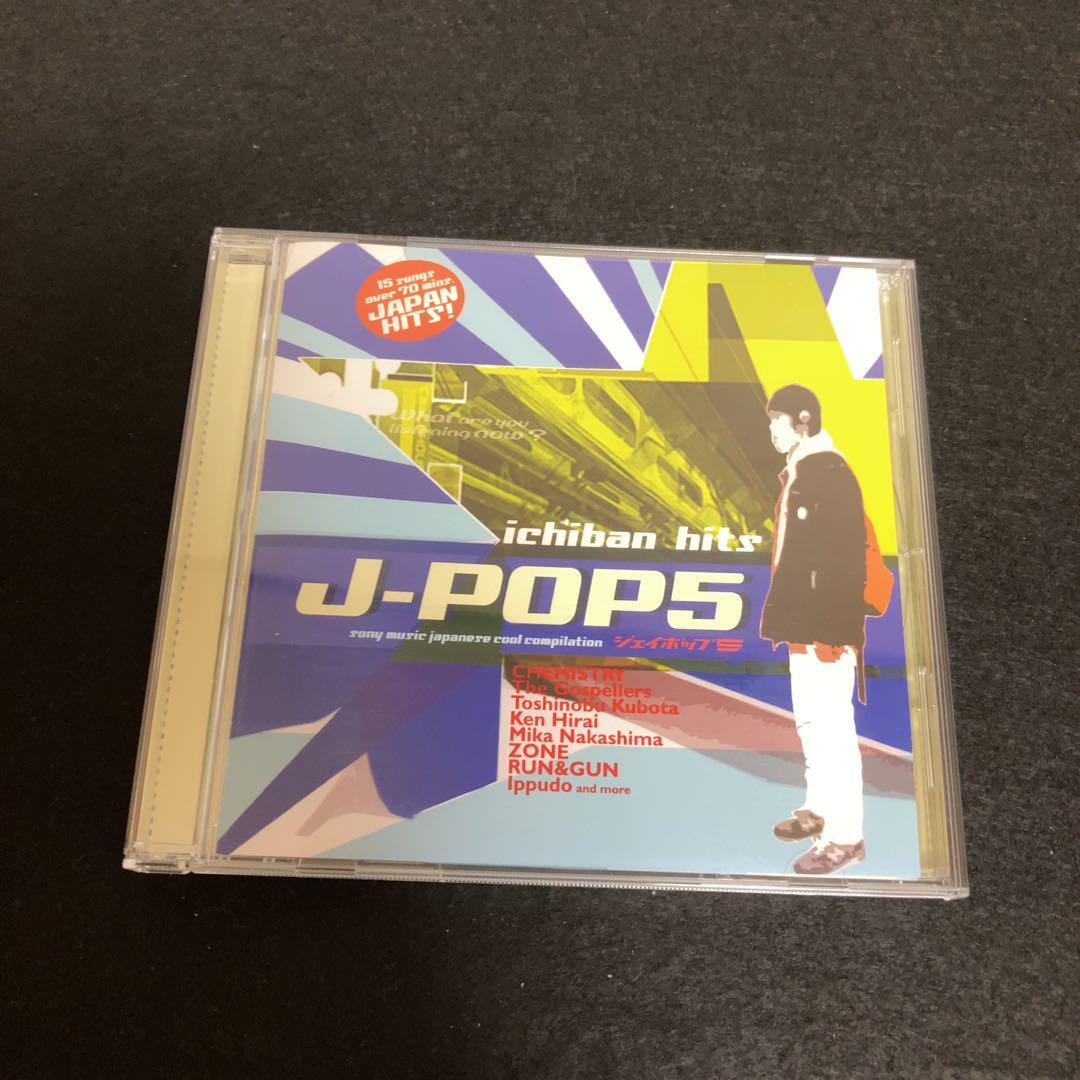 15 songs
over 70 mins.
JAPAN
HITS!
What are you
listening now?
ichiban hits
J-POP5
sony music japanese cool compilation ジェイポップ5
CHEMISTRY
The Gospellers
Toshinobu Kubota
Ken Hirai
Mika Nakashima
ZONE
RUN&GUN
Ippudo and more